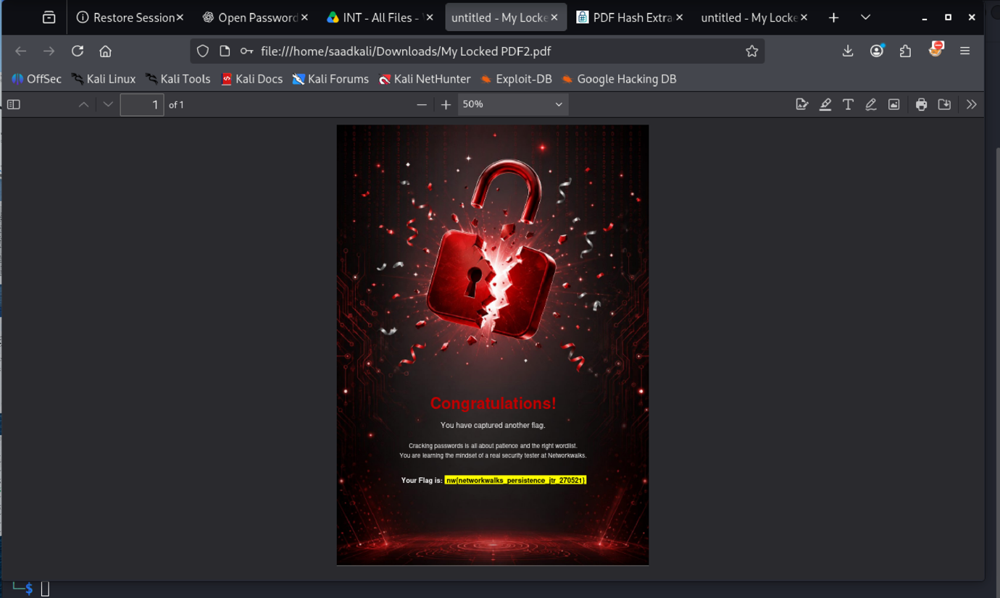 Restore Session
Open Password
INT - All Files -
untitled - My Locke
PDF Hash Extra
untitled - My Locke
file:///home/saadkali/Downloads/My Locked PDF2.pdf
OffSec
Kali Linux
Kali Tools
Kali Docs
Kali Forums
Kali NetHunter
Exploit-DB
Google Hacking DB
1 of 1
50%
Congratulations!
You have captured another flag.
Cracking passwords is all about patience and the right wordlist.
You are learning the mindset of a real security tester at Networkwalks.
Your Flag is: nw{networkwalks_persistence_jtr_270521}
$